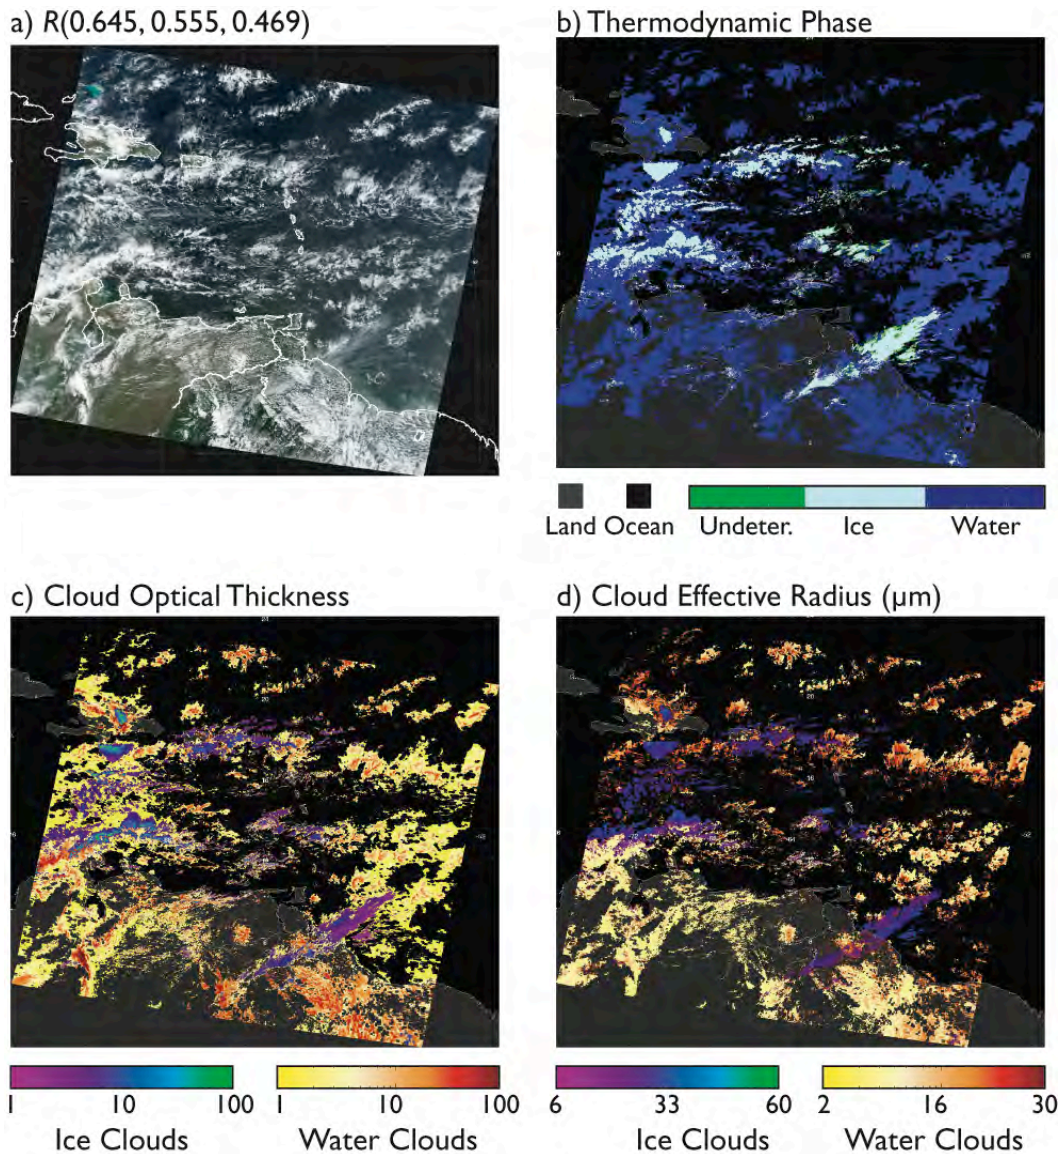 a) R(0.645, 0.555, 0.469)
b) Thermodynamic Phase
Land Ocean Undeter. Ice Water
c) Cloud Optical Thickness
d) Cloud Effective Radius (µm)
1 10 100 1 10 100
Ice Clouds Water Clouds
6 33 60 2 16 30
Ice Clouds Water Clouds